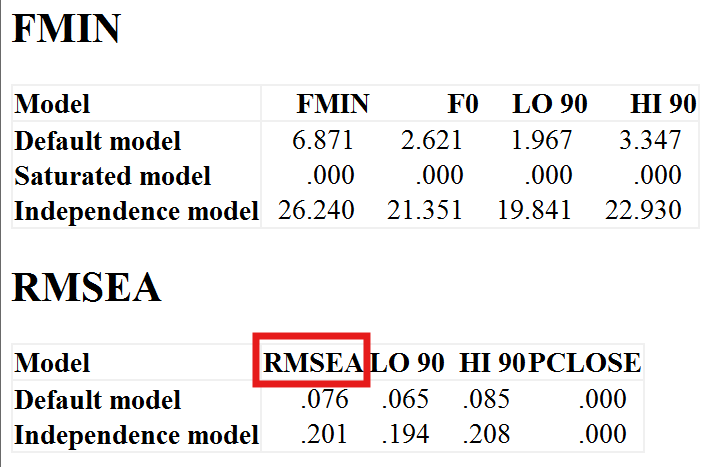 FMIN
Model FMIN F0 LO 90 HI 90
Default model 6.871 2.621 1.967 3.347
Saturated model .000 .000 .000 .000
Independence model 26.240 21.351 19.841 22.930
RMSEA
Model RMSEA LO 90 HI 90 PCLOSE
Default model .076 .065 .085 .000
Independence model .201 .194 .208 .000